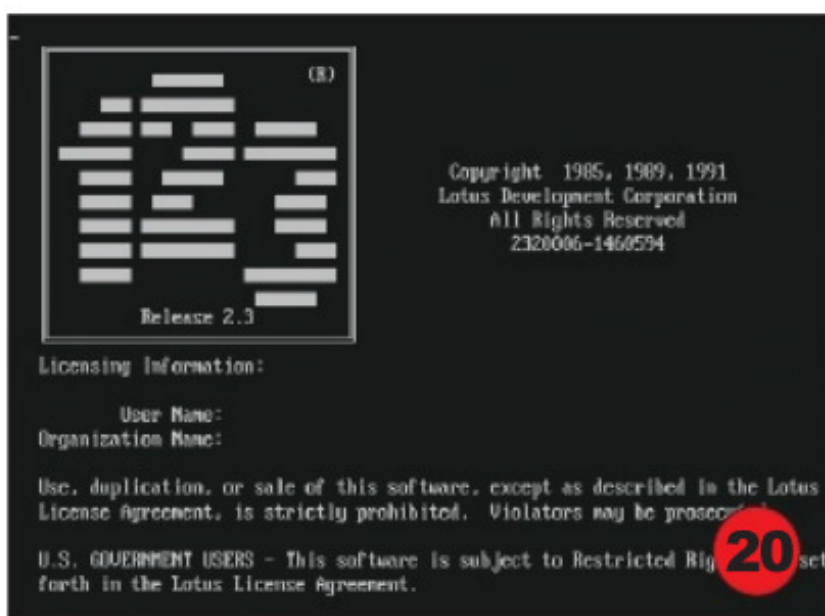 (R)
Copyright 1985, 1989, 1991
Lotus Development Corporation
All Rights Reserved
2320006-1460594
123
Release 2.3
Licensing Information:
User Name:
Organization Name:
Use, duplication, or sale of this software, except as described in the Lotus
License Agreement, is strictly prohibited. Violators may be
U.S. GOVERNMENT USERS - This software is subject to Restricted set
forth in the Lotus License Agreement.
20